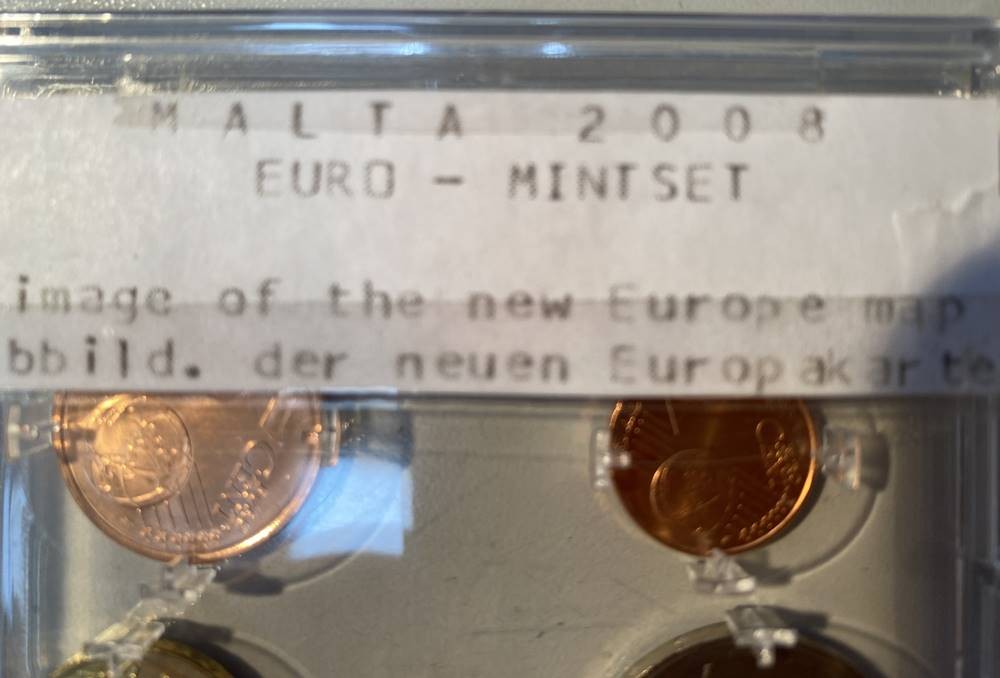 MALTA 2008
EURO - MINTSET
image of the new Europe map
bbild. der neuen Europakarte